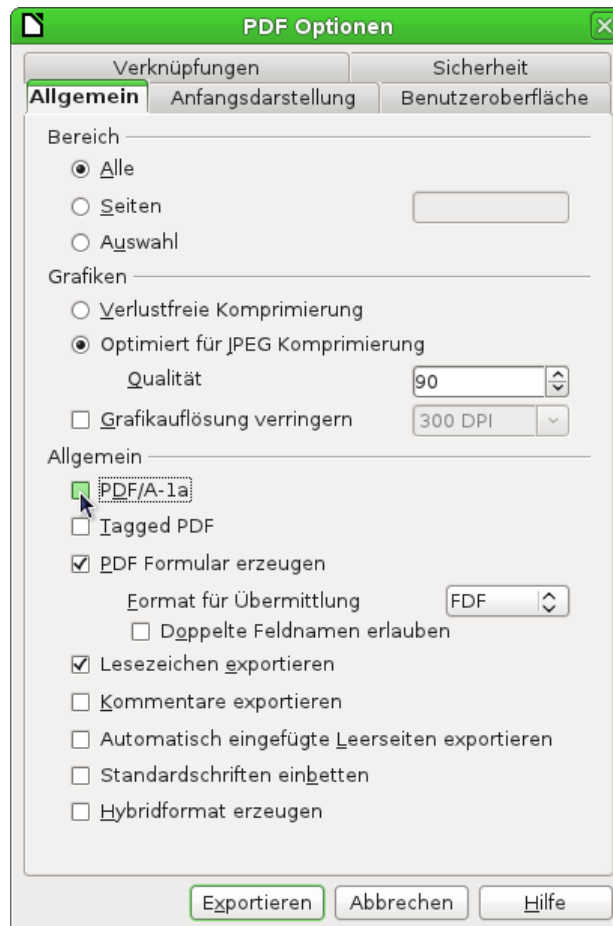 PDF Optionen
Verknüpfungen Sicherheit
Allgemein Anfangsdarstellung Benutzeroberfläche
Bereich
Alle
Seiten
Auswahl
Grafiken
Verlustfreie Komprimierung
Optimiert für JPEG Komprimierung
Qualität 90
Grafikauflösung verringern 300 DPI
Allgemein
PDF/A-1a
Tagged PDF
PDF Formular erzeugen
Format für Übermittlung FDF
Doppelte Feldnamen erlauben
Lesezeichen exportieren
Kommentare exportieren
Automatisch eingefügte Leerseiten exportieren
Standardschriften einbetten
Hybridformat erzeugen
Exportieren Abbrechen Hilfe